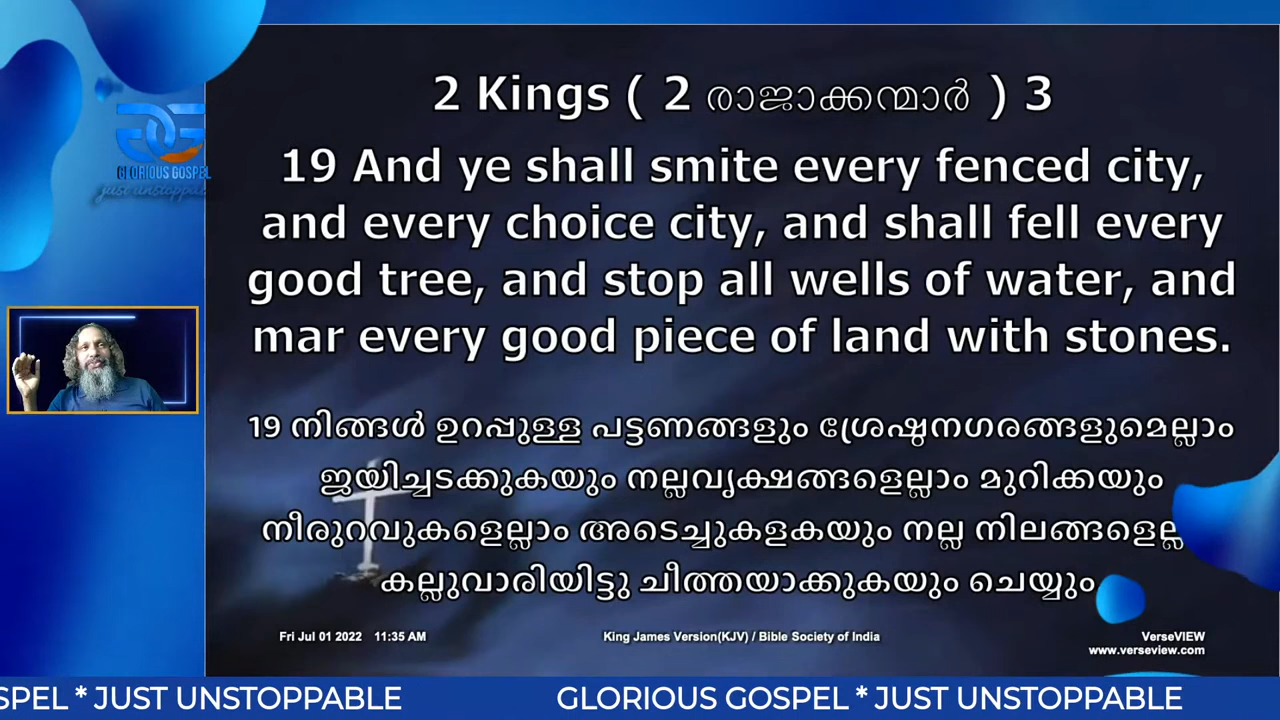 2 Kings ( 2 രാജാക്കന്മാർ ) 3
19 And ye shall smite every fenced city,
and every choice city, and shall fell every
good tree, and stop all wells of water, and
mar every good piece of land with stones.
19 നിങ്ങൾ ഉറപ്പുള്ള പട്ടണങ്ങളും ശ്രേഷ്ഠനഗരങ്ങളുമെല്ലാം
ജയിച്ചടക്കുകയും നല്ലവൃക്ഷങ്ങളെല്ലാം മുറിക്കയും
നീരുറവുകളെല്ലാം അടെച്ചുകളകയും നല്ല
കല്ലുവാരിയിട്ടു ചീത്തയാക്കുകയും ചെയ്യും
GLORIOUS GOSPEL
just
Fri Jul 01 2022 11:35 AM
King James Version(KJV) / Bible Society of India
VerseVIEW
www.verseview.com
SPEL * JUST UNSTOPPABLE GLORIOUS GOSPEL * JUST UNSTOPPABLE